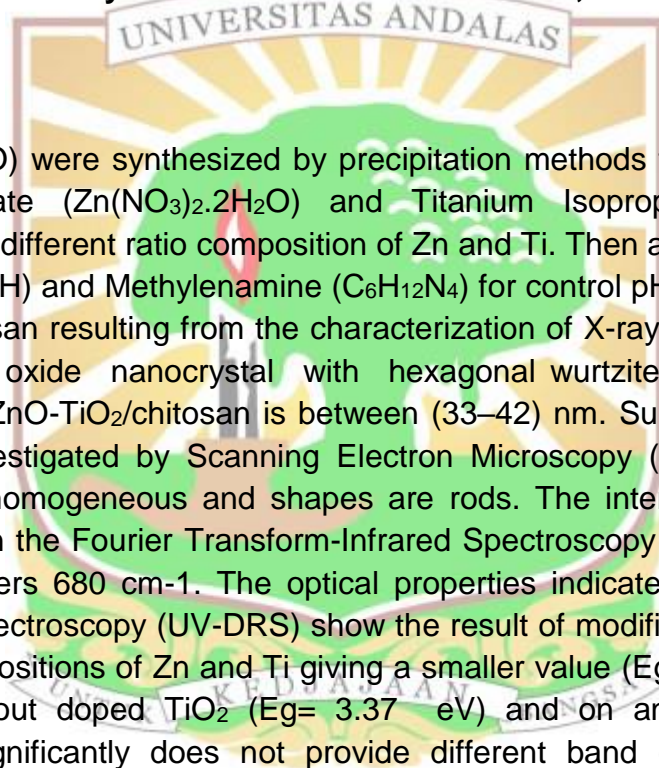 UNIVERSITAS ANDALAS
O) were synthesized by precipitation methods
ate (Zn(NO₃)₂.2H₂O) and Titanium Isoprop
different ratio composition of Zn and Ti. Then a
H) and Methylenamine (C₆H₁₂N₄) for control pH
san resulting from the characterization of X-ray
oxide nanocrystal with hexagonal wurtzite
ZnO-TiO₂/chitosan is between (33–42) nm. Su
estigated by Scanning Electron Microscopy (
homogeneous and shapes are rods. The inte
n the Fourier Transform-Infrared Spectroscopy
ers 680 cm-1. The optical properties indicate
ectroscopy (UV-DRS) show the result of modifi
ositions of Zn and Ti giving a smaller value (Eg
KEDJAJAAN
out doped TiO₂ (Eg= 3.37 eV) and on an
gnificantly does not provide different band